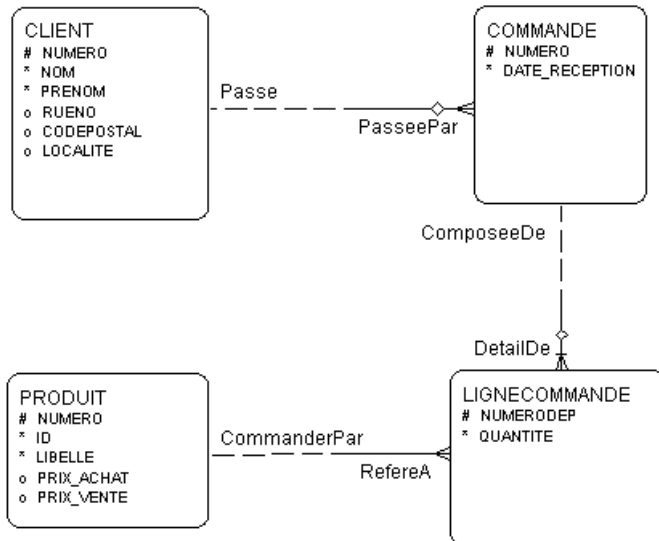 CLIENT
# NUMERO
* NOM
* PRENOM
o RUENO
o CODEPOSTAL
o LOCALITE
Passe
PasseePar
COMMANDE
# NUMERO
* DATE_RECEPTION
ComposeeDe
DetailDe
PRODUIT
# NUMERO
* ID
* LIBELLE
o PRIX_ACHAT
o PRIX_VENTE
CommanderPar
RefereA
LIGNECOMMANDE
# NUMERODEP
* QUANTITE